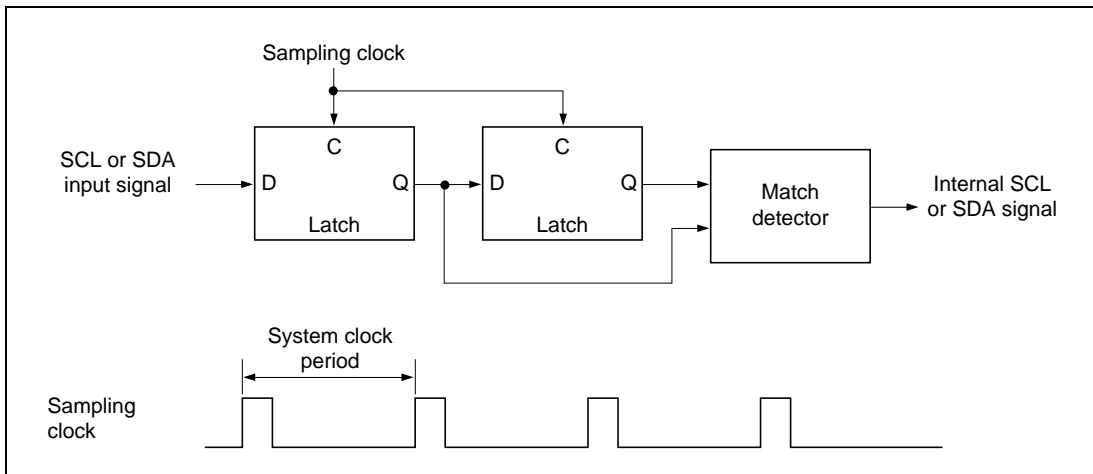 Sampling clock
C
C
SCL or SDA
input signal
D
Q
D
Q
Latch
Latch
Match
detector
Internal SCL
or SDA signal
System clock
period
Sampling
clock